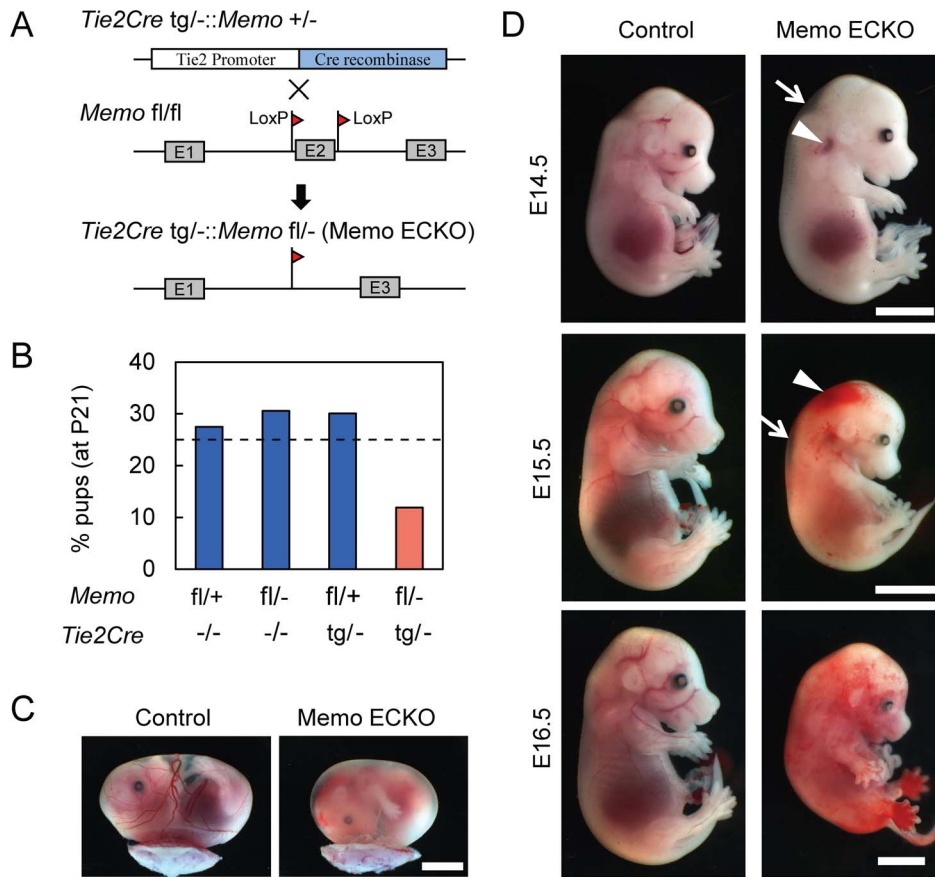 A
Tie2Cre tg/-::Memo +/-
Tie2 Promoter Cre recombinase
Memo fl/fl
LoxP LoxP
E1 E2 E3
Tie2Cre tg/-::Memo fl/- (Memo ECKO)
E1 E3
B
% pups (at P21)
40
30
20
10
0
Memo fl/+ fl/- fl/+ fl/-
Tie2Cre -/- -/- tg/- tg/-
C
Control Memo ECKO
D
Control Memo ECKO
E14.5
E15.5
E16.5